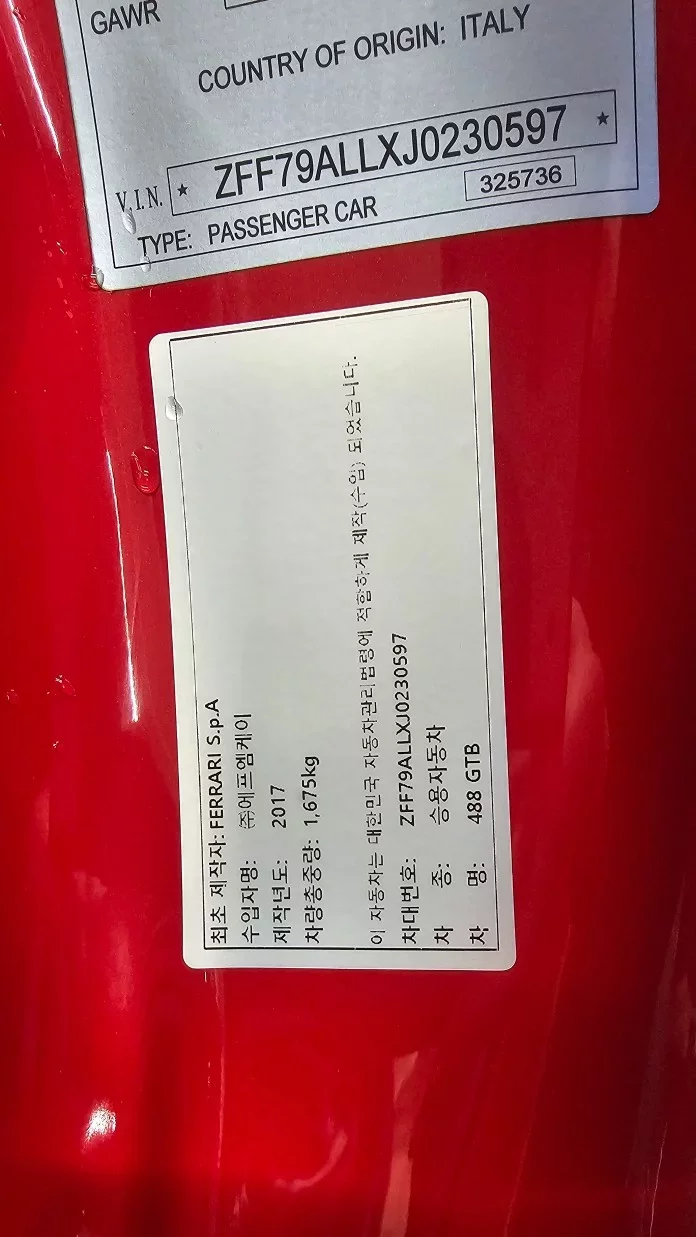 GAWR
COUNTRY OF ORIGIN: ITALY
V.I.N. ★ ZFF79ALLXJ0230597 ★
TYPE: PASSENGER CAR 325736
최초 제작자: FERRARI S.p.A
수입자명: ㈜에프엠케이
제작년도: 2017
차량총중량: 1,675kg
이 자동차는 대한민국 자동차관리법령에 적합하게 제작(수입) 되었습니다.
차대번호: ZFF79ALLXJ0230597
차 종: 승용자동차
차 명: 488 GTB